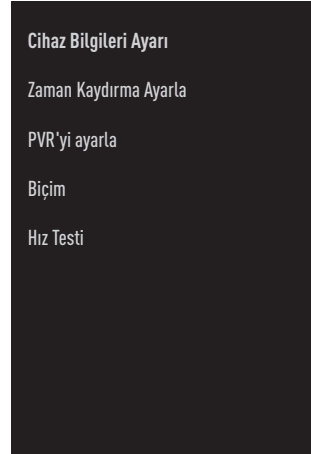 Cihaz Bilgileri Ayarı
Zaman Kaydırma Ayarla
PVR'yi ayarla
Biçim
Hız Testi